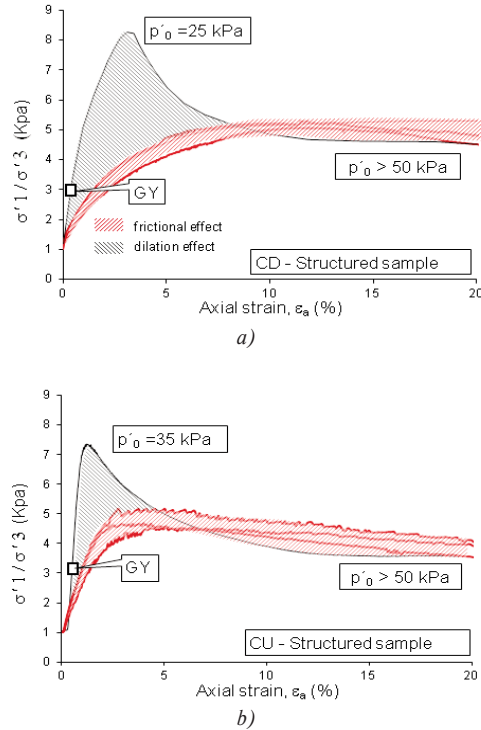 p´0 =25 kPa
σ'1/σ'3 (Kpa)
9
8
7
6
5
4
3
2
1
0
GY
p´0 > 50 kPa
frictional effect
dilation effect
CD - Structured sample
0
5
10
15
20
Axial strain, εa (%)
a)
p´0 =35 kPa
σ'1/σ'3 (Kpa)
9
8
7
6
5
4
3
2
1
0
GY
p´0 > 50 kPa
CU - Structured sample
0
5
10
15
20
Axial strain, εa (%)
b)